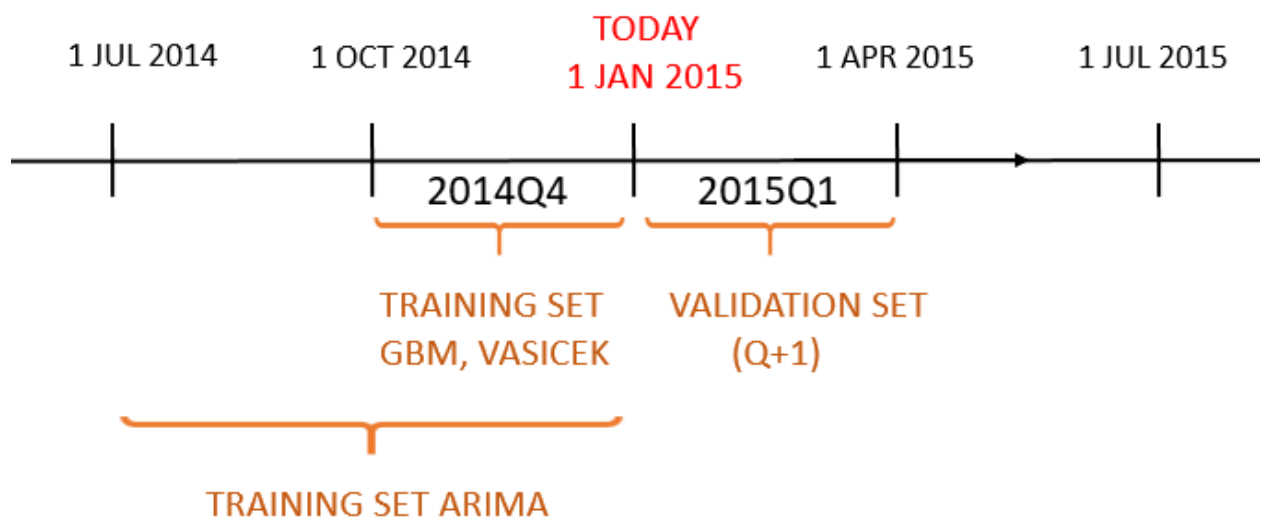 TODAY
1 JUL 2014 1 OCT 2014 1 JAN 2015 1 APR 2015 1 JUL 2015
2014Q4 2015Q1
TRAINING SET VALIDATION SET
GBM, VASICEK (Q+1)
TRAINING SET ARIMA